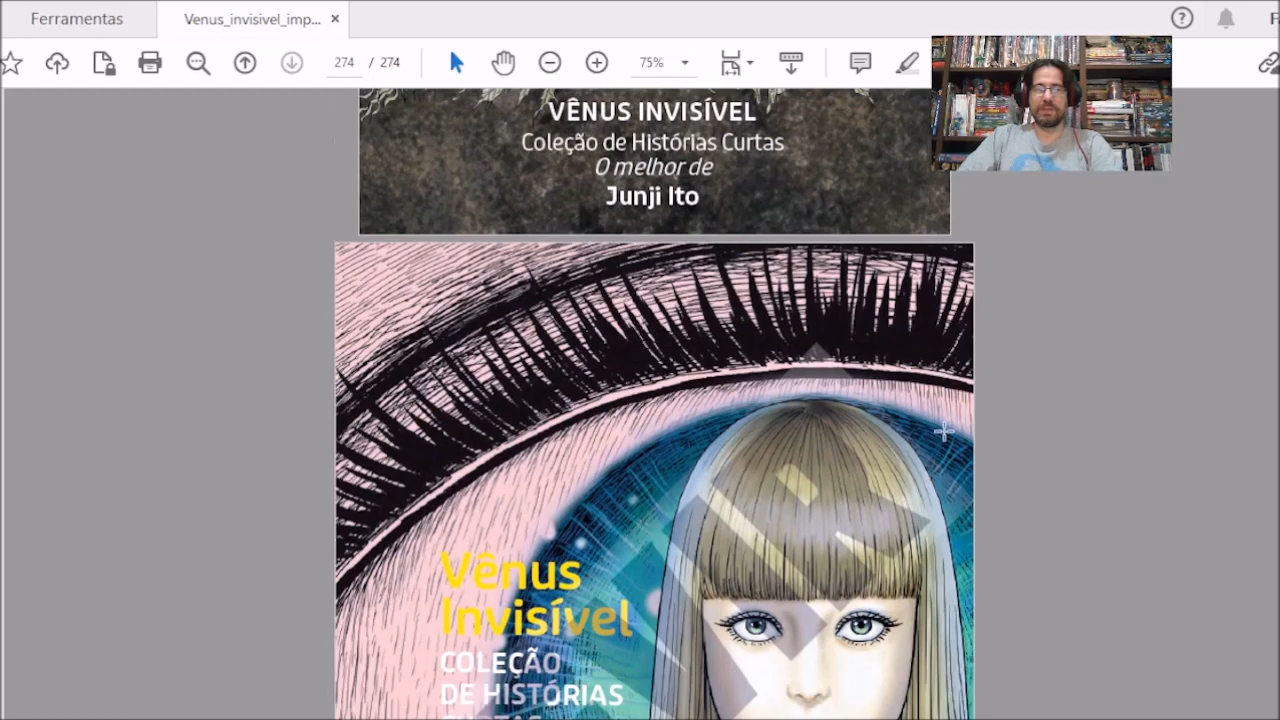 Ferramentas
Venus_invisivel_imp... ×
274 / 274
75%
VÊNUS INVISÍVEL
Coleção de Histórias Curtas
O melhor de
Junji Ito
Vênus
Invisível
COLEÇÃO
DE HISTÓRIAS